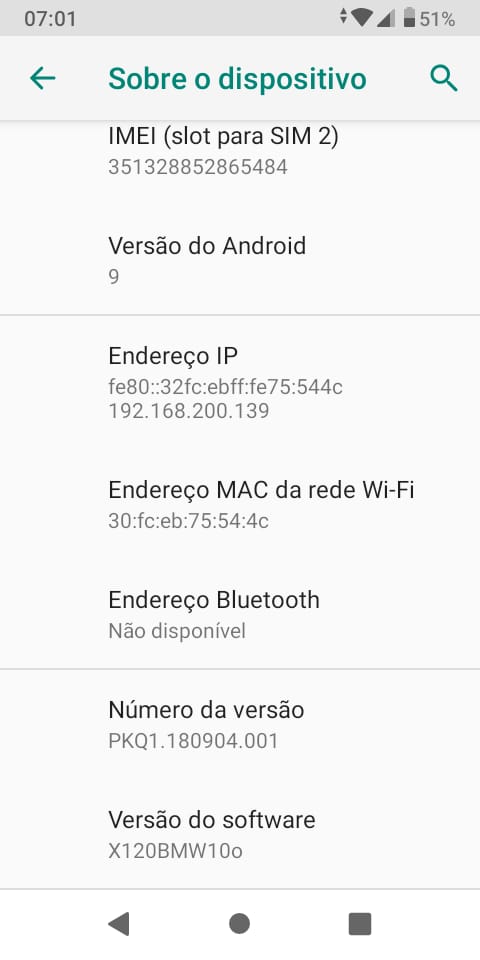 07:01
51%
Sobre o dispositivo
IMEI (slot para SIM 2)
351328852865484
Versão do Android
9
Endereço IP
fe80::32fc:ebff:fe75:544c
192.168.200.139
Endereço MAC da rede Wi-Fi
30:fc:eb:75:54:4c
Endereço Bluetooth
Não disponível
Número da versão
PKQ1.180904.001
Versão do software
X120BMW10o